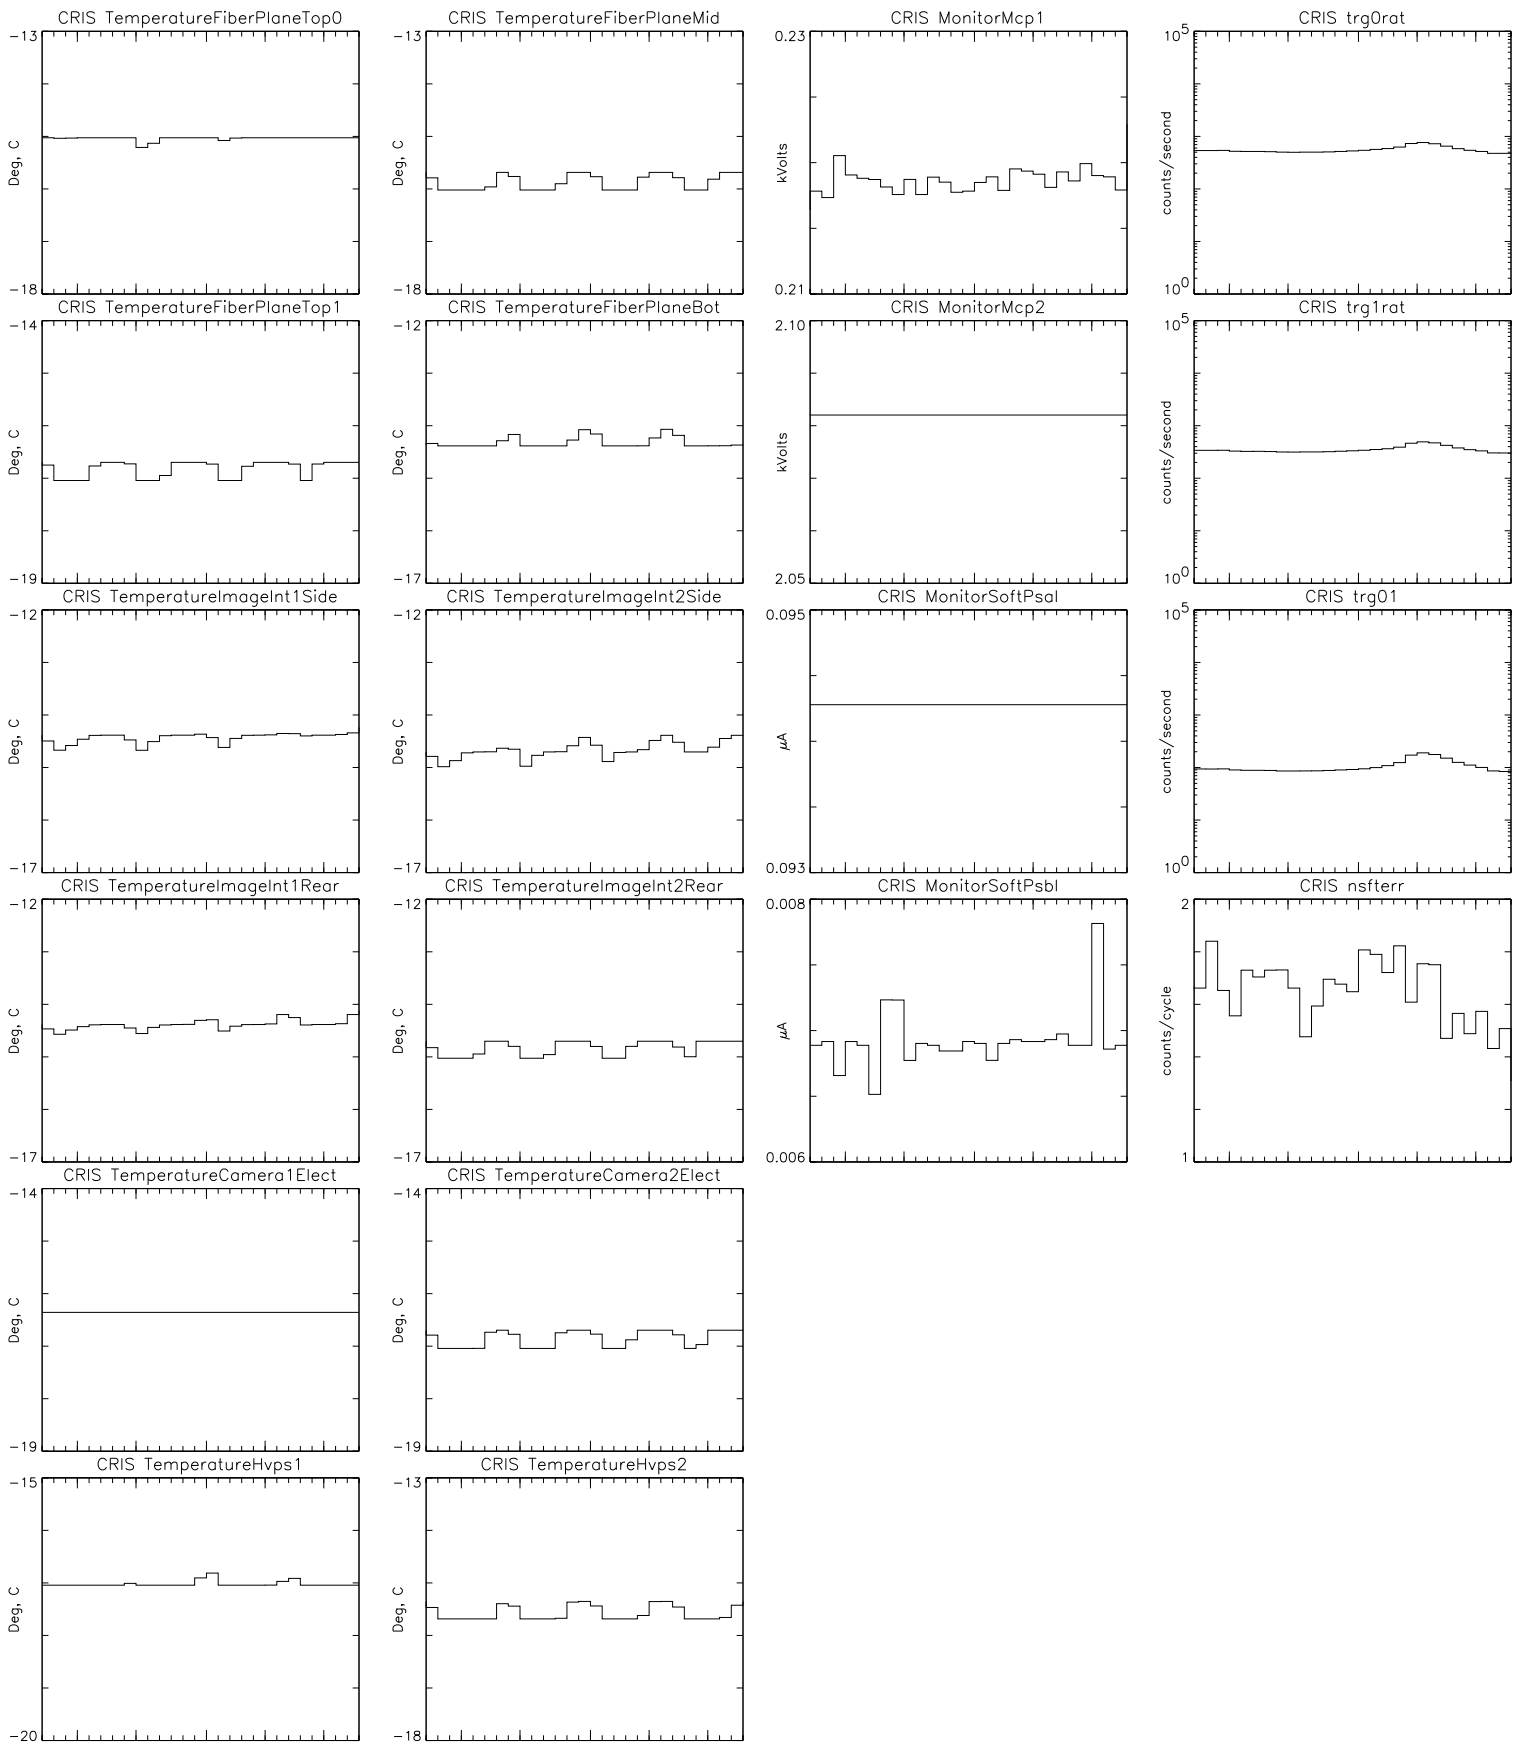 CRIS TemperatureFiberPlaneTop0
-13
Deg, C
-18
CRIS TemperatureFiberPlaneMid
-13
Deg, C
-18
CRIS MonitorMcp1
0.23
kVolts
0.21
CRIS trg0rat
10^5
counts/second
10^0
CRIS TemperatureFiberPlaneTop1
-14
Deg, C
-19
CRIS TemperatureFiberPlaneBot
-12
Deg, C
-17
CRIS MonitorMcp2
2.10
kVolts
2.05
CRIS trg1rat
10^5
counts/second
10^0
CRIS TemperatureImageInt1Side
-12
Deg, C
-17
CRIS TemperatureImageInt2Side
-12
Deg, C
-17
CRIS MonitorSoftPsaI
0.095
μA
0.093
CRIS trg01
10^5
counts/second
10^0
CRIS TemperatureImageInt1Rear
-12
Deg, C
-17
CRIS TemperatureImageInt2Rear
-12
Deg, C
-17
CRIS MonitorSoftPsbI
0.008
μA
0.006
CRIS nsfterr
2
counts/cycle
1
CRIS TemperatureCamera1Elect
-14
Deg, C
-19
CRIS TemperatureCamera2Elect
-14
Deg, C
-19
CRIS TemperatureHvps1
-15
Deg, C
-20
CRIS TemperatureHvps2
-13
Deg, C
-18